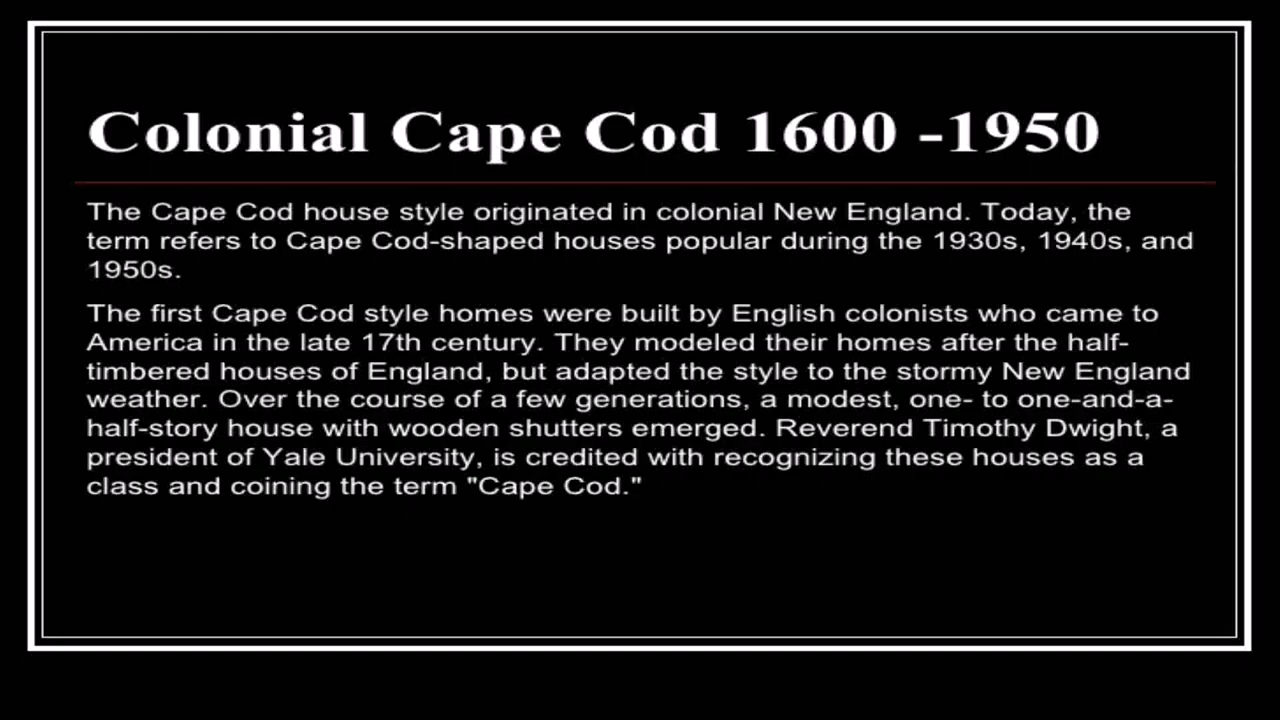 Colonial Cape Cod 1600 -1950
The Cape Cod house style originated in colonial New England. Today, the
term refers to Cape Cod-shaped houses popular during the 1930s, 1940s, and
1950s.
The first Cape Cod style homes were built by English colonists who came to
America in the late 17th century. They modeled their homes after the half-
timbered houses of England, but adapted the style to the stormy New England
weather. Over the course of a few generations, a modest, one- to one-and-a-
half-story house with wooden shutters emerged. Reverend Timothy Dwight, a
president of Yale University, is credited with recognizing these houses as a
class and coining the term "Cape Cod."